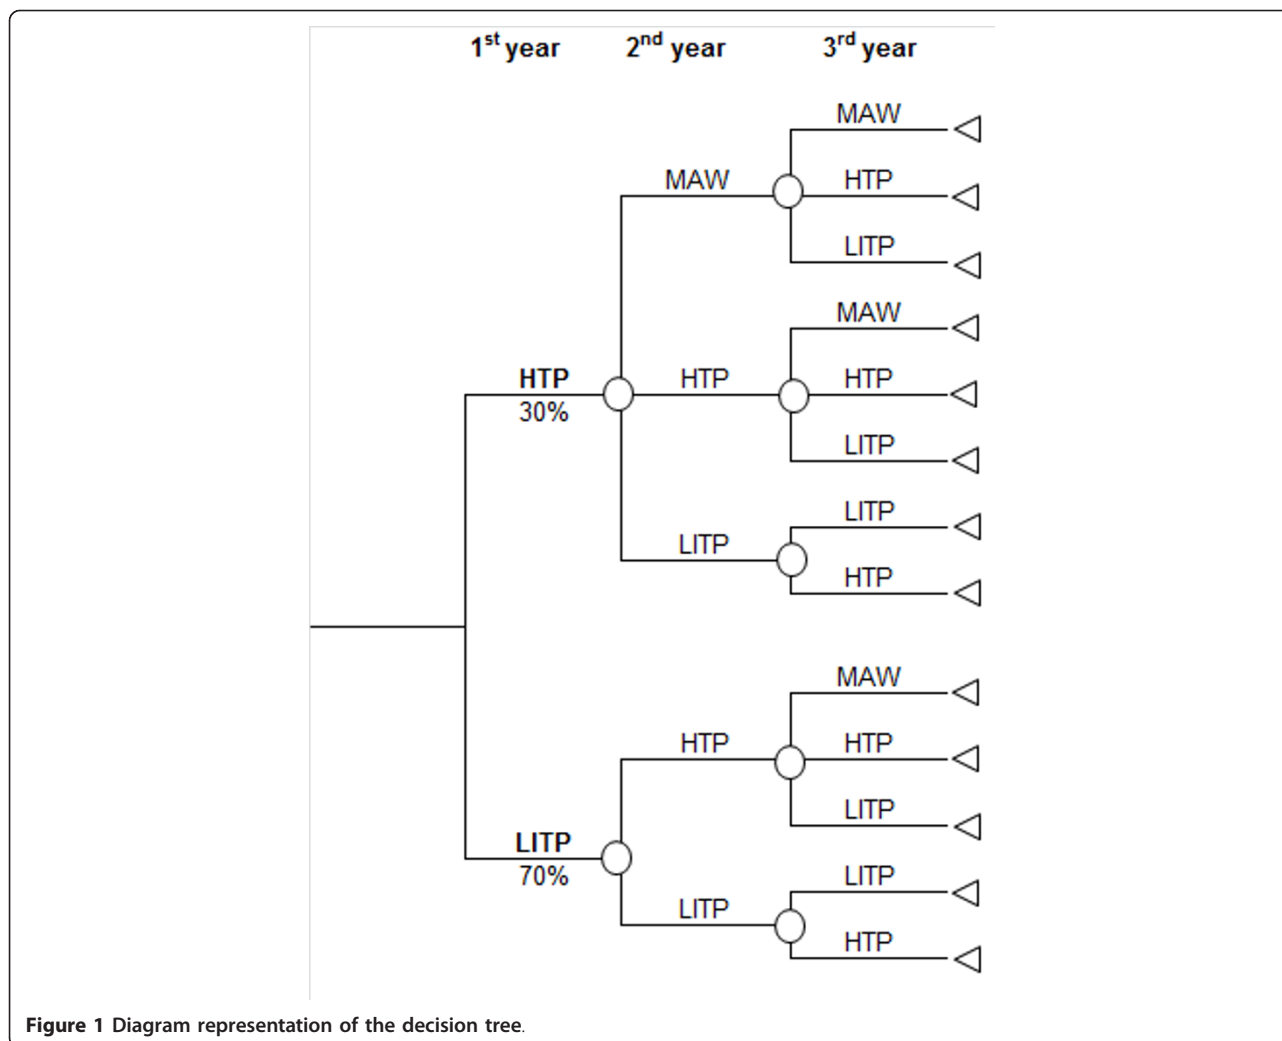 1st year 2nd year 3rd year
MAW
MAW
HTP
LITP
MAW
HTP
30%
HTP
HTP
LITP
LITP
LITP
HTP
MAW
HTP
HTP
LITP
LITP
70%
LITP
LITP
HTP
Figure 1 Diagram representation of the decision tree.